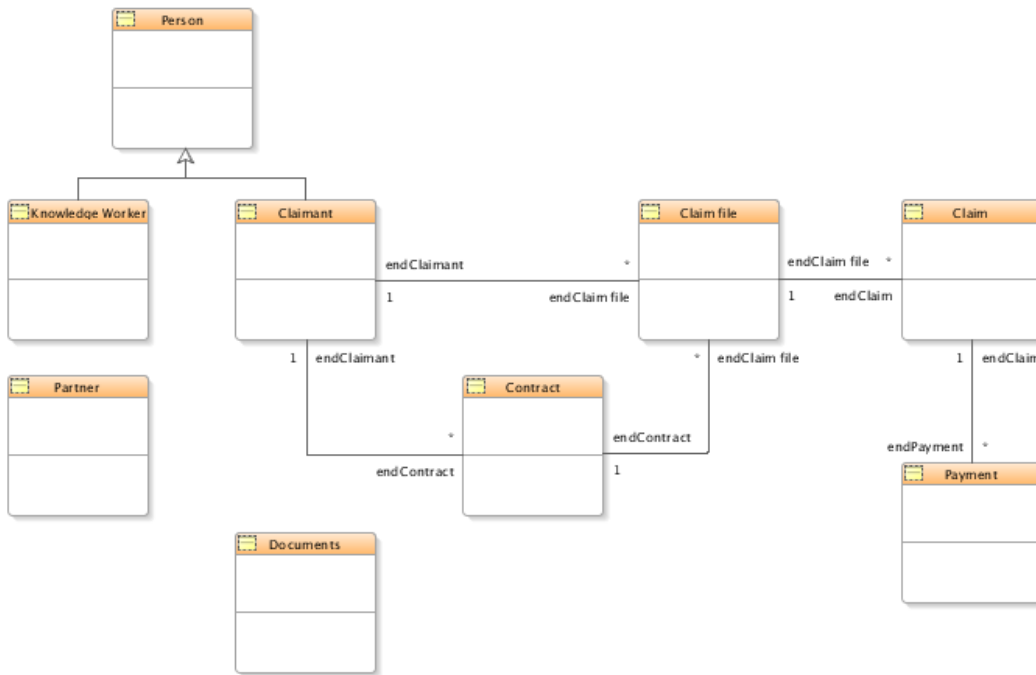 Person
Knowledge Worker
Claimant
Claim file
Claim
endClaimant
*
endClaim file
*
1
endClaim file
1
endClaim
1
endClaimant
*
endClaim file
1
endClaim
Partner
Contract
*
endContract
endContract
1
endPayment
*
Payment
Documents